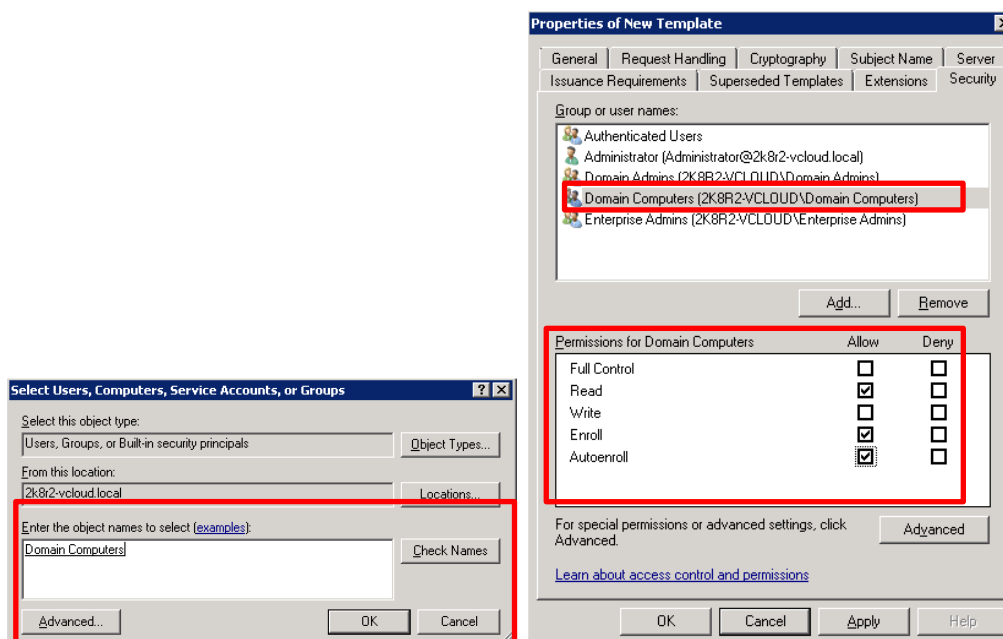 Properties of New Template
General Request Handling Cryptography Subject Name Server
Issuance Requirements Superseded Templates Extensions Security
Group or user names:
Authenticated Users
Administrator (Administrator@2k8r2-vcloud.local)
Domain Admins (2K8R2-VCLOUD\Domain Admins)
Domain Computers (2K8R2-VCLOUD\Domain Computers)
Enterprise Admins (2K8R2-VCLOUD\Enterprise Admins)
Add... Remove
Permissions for Domain Computers Allow Deny
Full Control
Read
Write
Enroll
Autoenroll
For special permissions or advanced settings, click
Advanced.
Advanced
Learn about access control and permissions
OK Cancel Apply Help
Select Users, Computers, Service Accounts, or Groups
Select this object type:
Users, Groups, or Built-in security principals
Object Types...
From this location:
2k8r2-vcloud.local
Locations...
Enter the object names to select (examples):
Domain Computers
Check Names
Advanced... OK Cancel